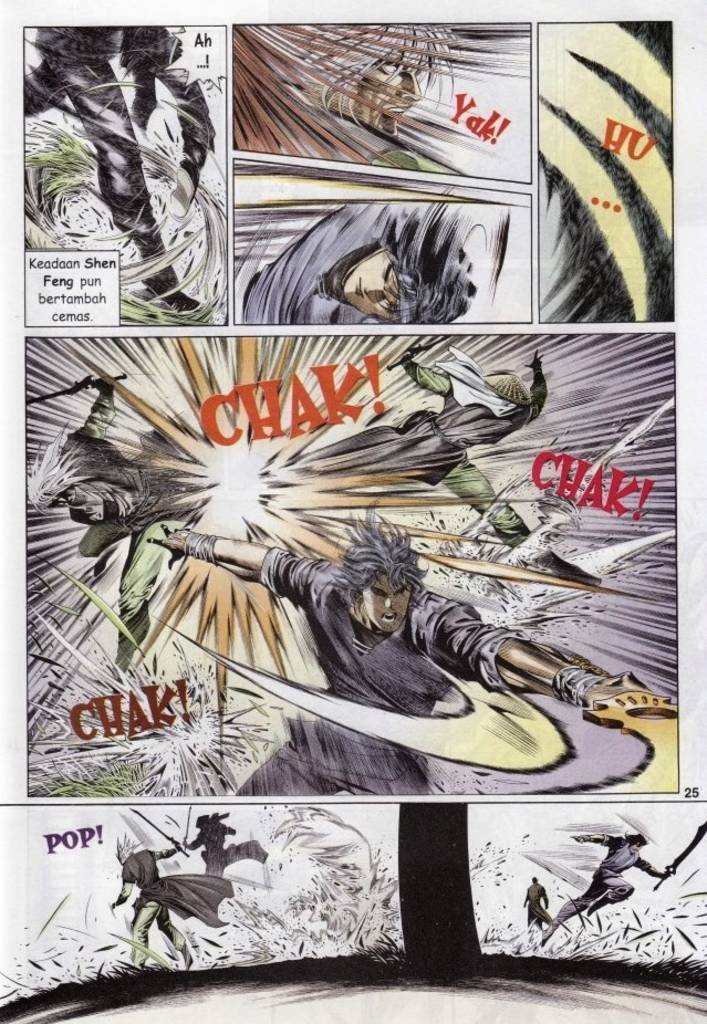 Ah
...!
Yak!
HU
...
Keadaan Shen
Feng pun
bertambah
cemas.
CHAK!
CHAK!
CHAK!
25
POP!